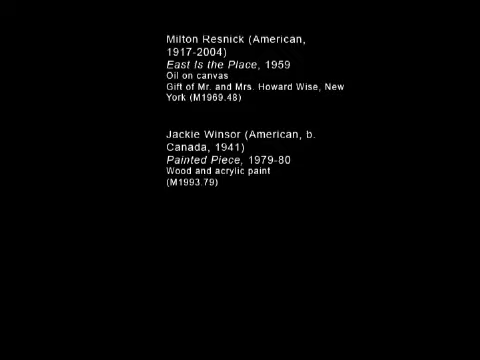 Milton Resnick (American,
1917-2004)
East Is the Place, 1959
Oil on canvas
Gift of Mr. and Mrs. Howard Wise, New
York (M1969.48)
Jackie Winsor (American, b.
Canada, 1941)
Painted Piece, 1979-80
Wood and acrylic paint
(M1993.79)